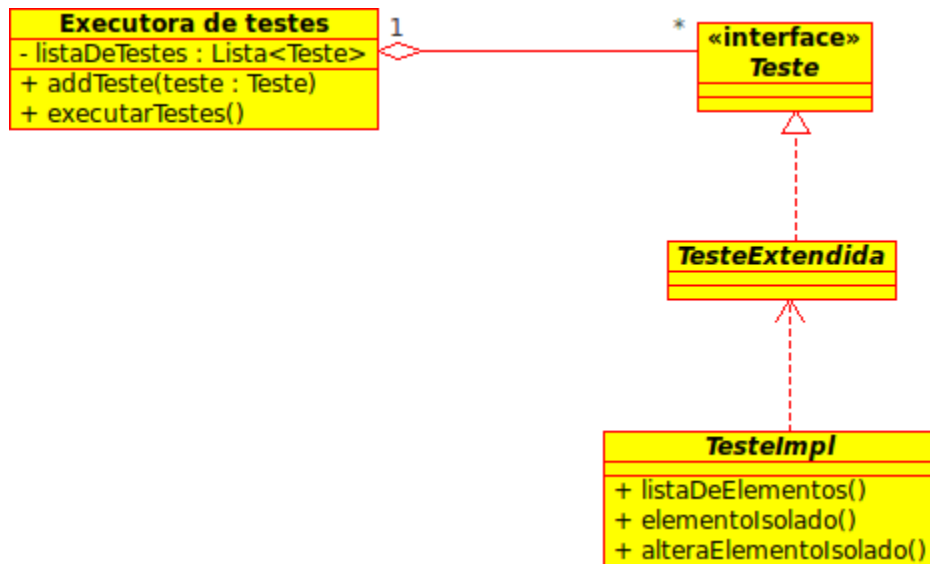 Executora de testes
- listaDeTestes : Lista<Teste>
+ addTeste(teste : Teste)
+ executarTestes()
1
*
«interface»
Teste
TesteExtendida
TesteImpl
+ listaDeElementos()
+ elementoIsolado()
+ alteraElementoIsolado()